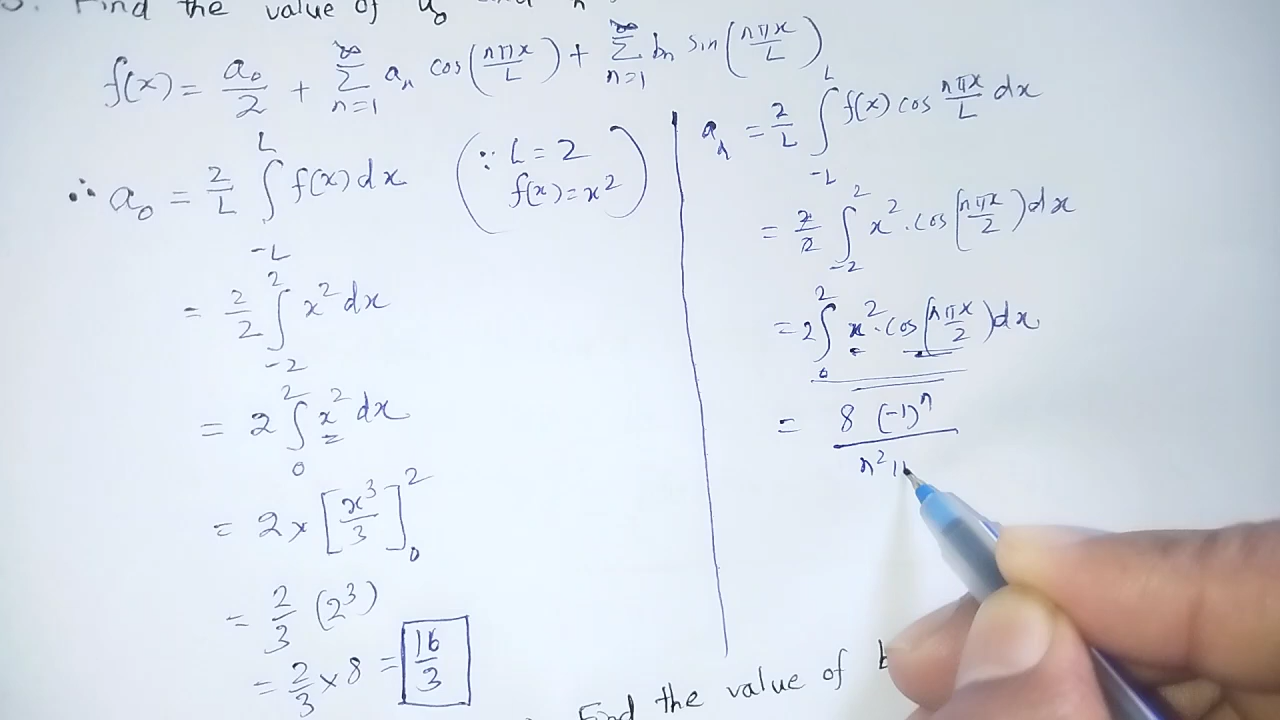 Find the value of a₀
f(x) = a₀/2 + ∑_{n=1}^{∞} aₙ cos(nπx/L) + ∑_{n=1}^{∞} bₙ sin(nπx/L)
∴ a₀ = 2/L ∫_{-L}^{L} f(x) dx (∵ L = 2
f(x) = x²)
= 2/2 ∫_{-2}^{2} x² dx
= 2 ∫_{0}^{2} x² dx
= 2 × [x³/3]_{0}^{2}
= 2/3 (2³)
= 2/3 × 8 = 16/3
aₙ = 2/L ∫_{-L}^{L} f(x) cos nπx/L dx
= 2/2 ∫_{-2}^{2} x² · cos(nπx/2) dx
= 2 ∫_{0}^{2} x² · cos(nπx/2) dx
= 8 (-1)ⁿ / n²
Find the value of